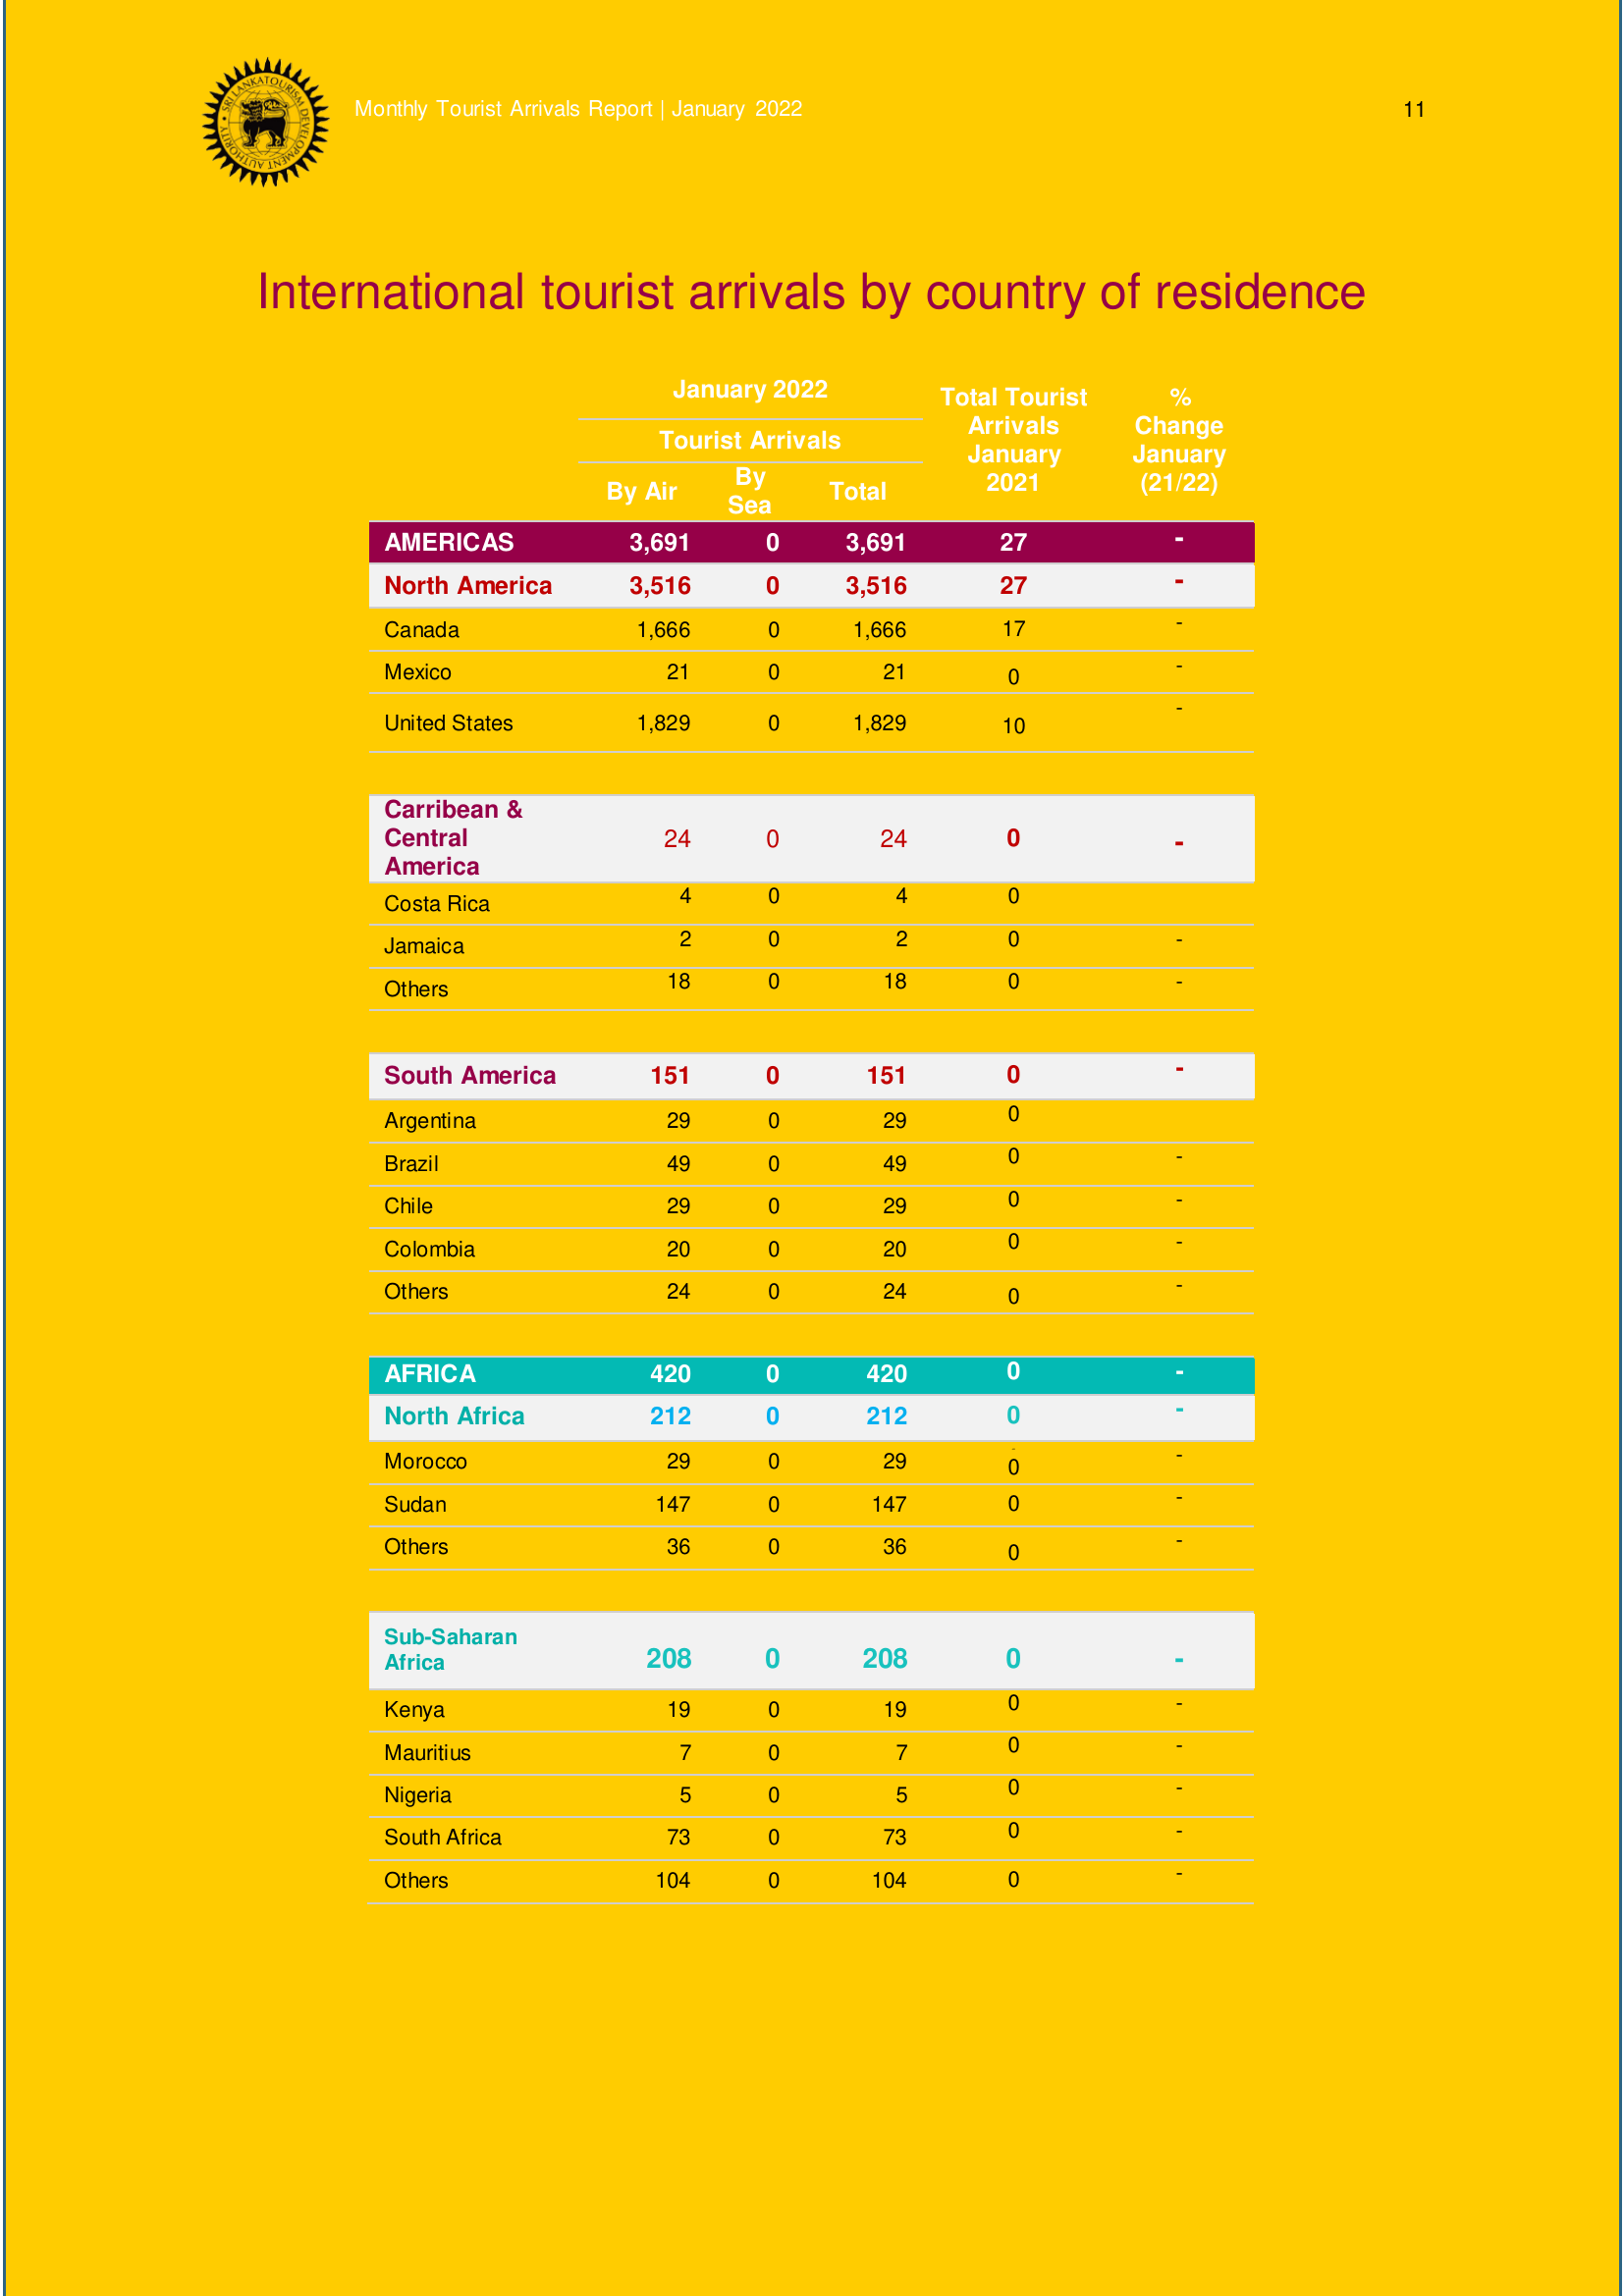 SRI LANKA TOURISM DEVELOPMENT AUTHORITY
Monthly Tourist Arrivals Report | January 2022
11
International tourist arrivals by country of residence
January 2022
Tourist Arrivals
By Air By Sea Total
Total Tourist
Arrivals
January
2021
%
Change
January
(21/22)
AMERICAS 3,691 0 3,691 27 -
North America 3,516 0 3,516 27 -
Canada 1,666 0 1,666 17 -
Mexico 21 0 21 0 -
United States 1,829 0 1,829 10 -
Carribean &
Central
America
24 0 24 0 -
Costa Rica 4 0 4 0
Jamaica 2 0 2 0 -
Others 18 0 18 0 -
South America 151 0 151 0 -
Argentina 29 0 29 0
Brazil 49 0 49 0 -
Chile 29 0 29 0 -
Colombia 20 0 20 0 -
Others 24 0 24 0 -
AFRICA 420 0 420 0 -
North Africa 212 0 212 0 -
Morocco 29 0 29 0 -
Sudan 147 0 147 0 -
Others 36 0 36 0 -
Sub-Saharan
Africa
208 0 208 0 -
Kenya 19 0 19 0 -
Mauritius 7 0 7 0 -
Nigeria 5 0 5 0 -
South Africa 73 0 73 0 -
Others 104 0 104 0 -